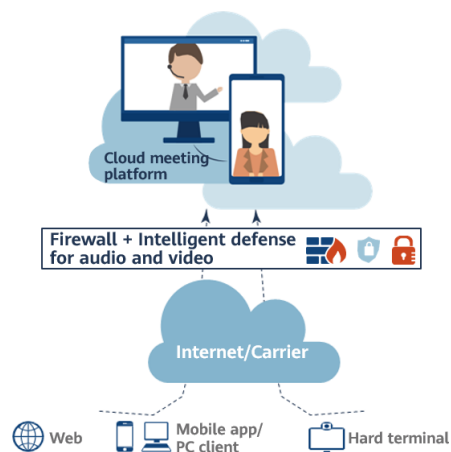 Cloud meeting
platform
Firewall + Intelligent defense
for audio and video
Internet/Carrier
Web
Mobile app/
PC client
Hard terminal